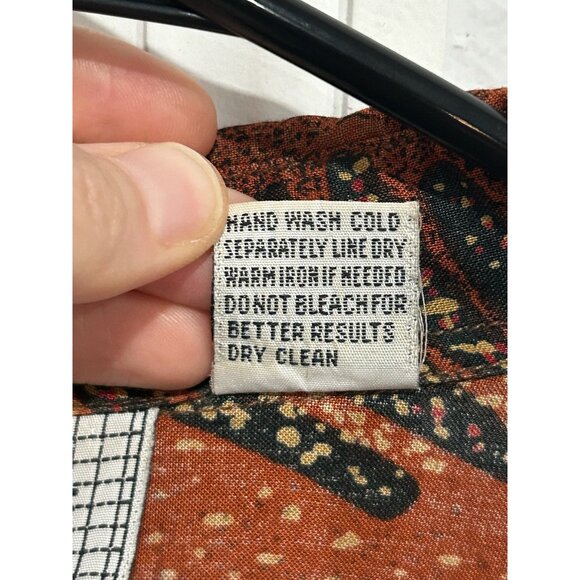 HAND WASH COLD
SEPARATELY LINE DRY
WARM IRON IF NEEDED
DO NOT BLEACH FOR
BETTER RESULTS
DRY CLEAN